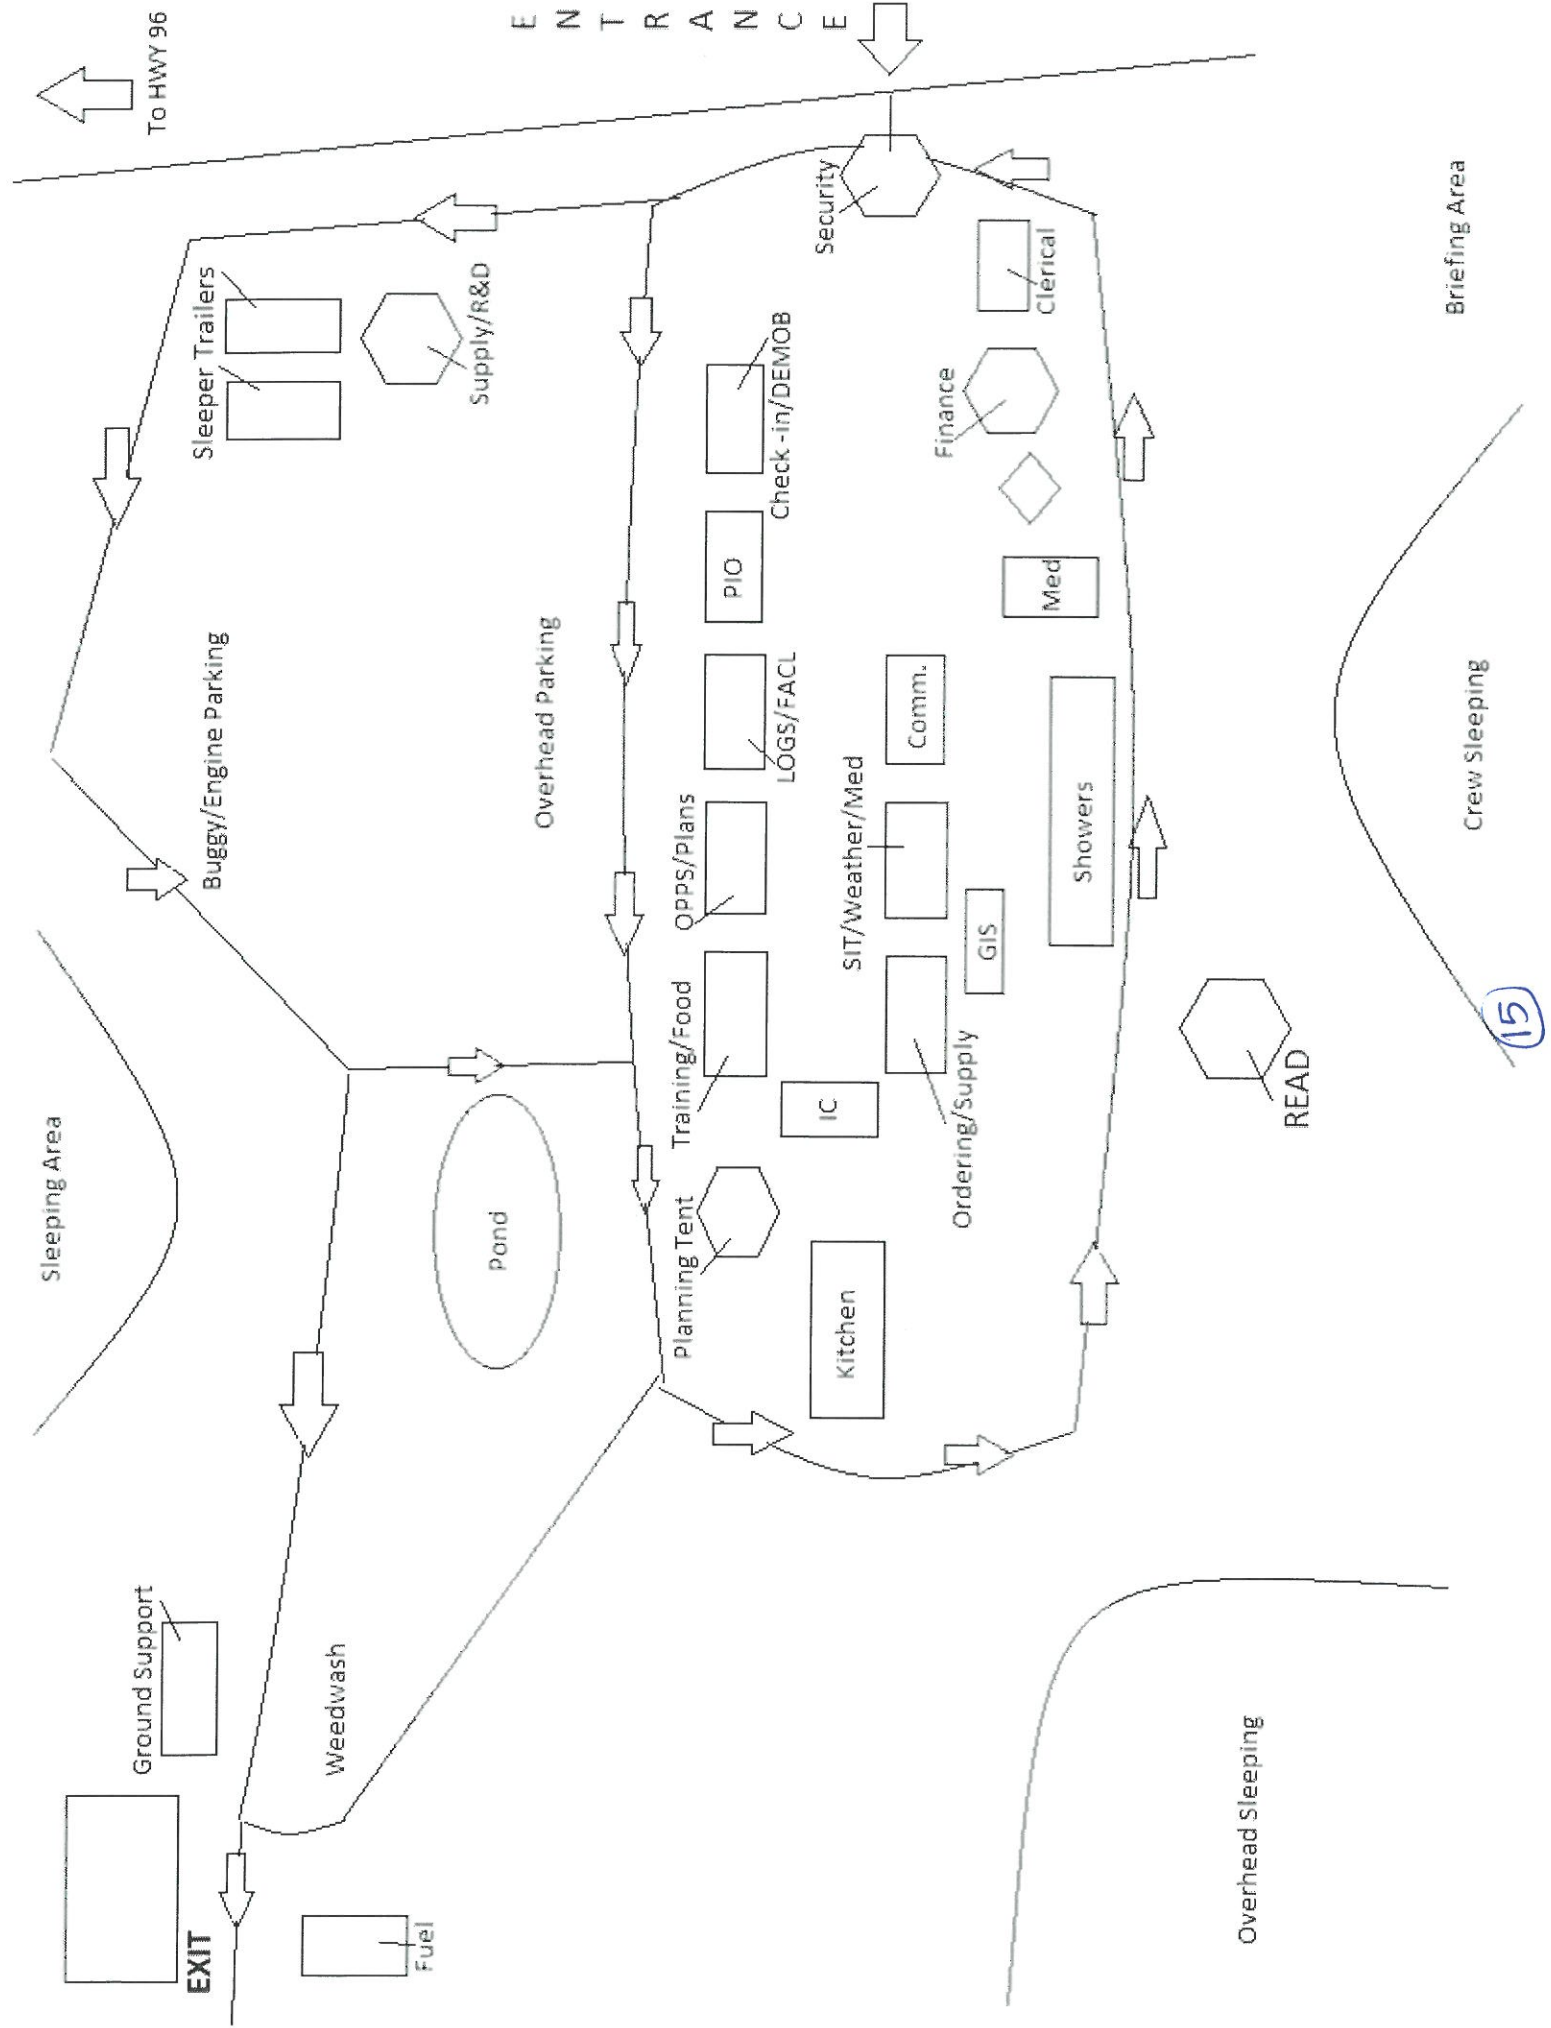 To HWY 96
E N T R A N C E
Sleeping Area
Ground Support
EXIT
Buggy/Engine Parking
Sleeper Trailers
Supply/R&D
Weedwash
Fuel
Pond
Overhead Parking
Planning Tent
Training/Food
OPPS/Plans
LOGS/FACL
PIO
Check-in/DEMOB
Security
Kitchen
IC
SIT/Weather/Med
Comm.
Finance
Ordering/Supply
GIS
Med
Clerical
Showers
READ
Overhead Sleeping
Crew Sleeping
Briefing Area
15